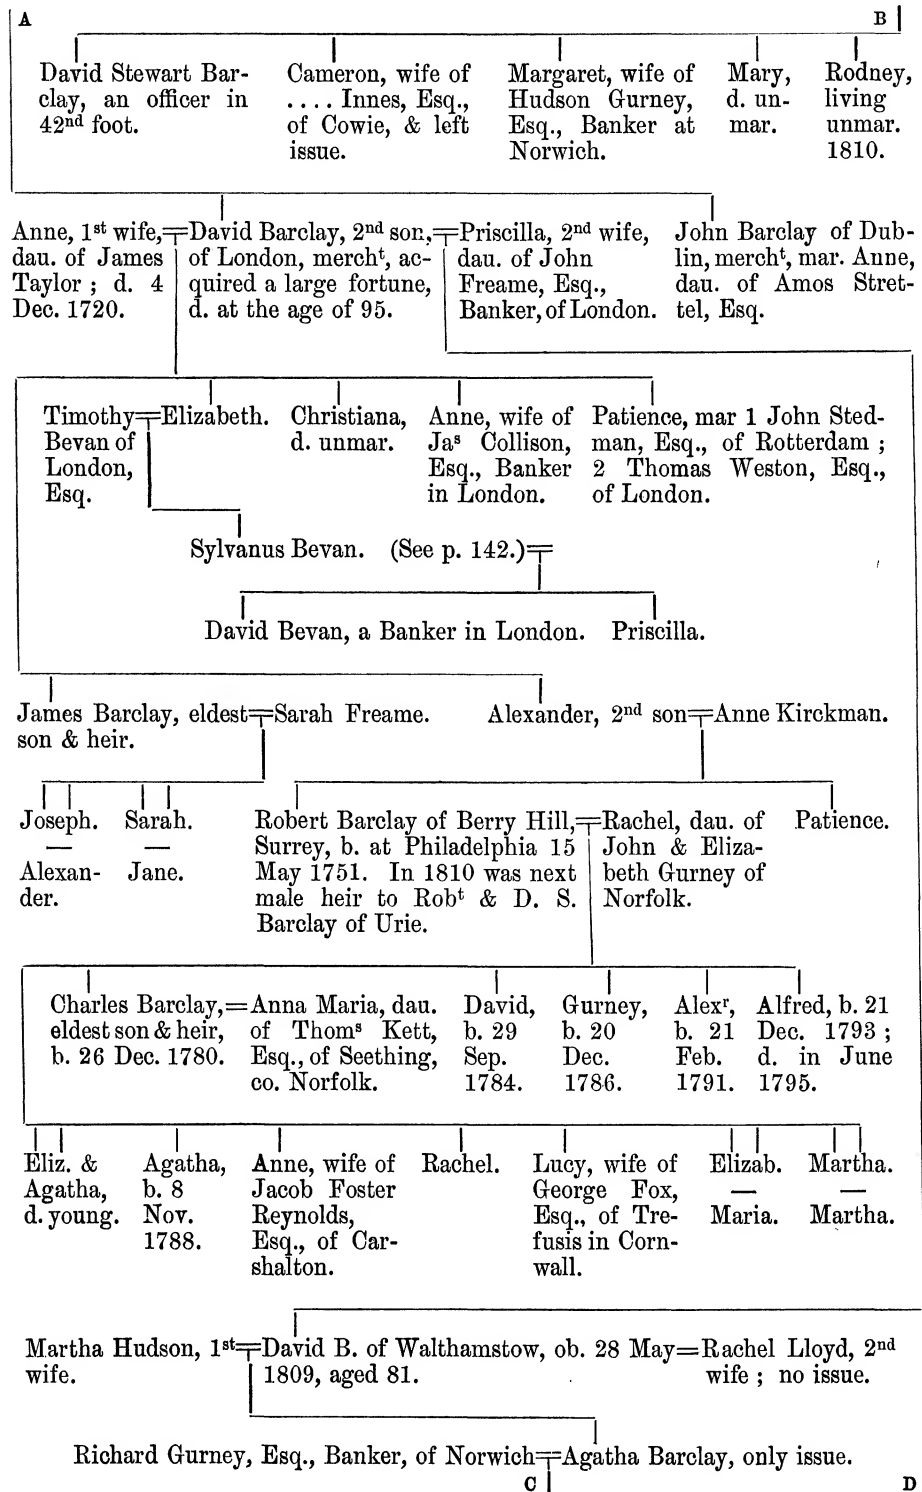 A B
David Stewart Bar-
clay, an officer in
42nd foot.
Cameron, wife of
.... Innes, Esq.,
of Cowie, & left
issue.
Margaret, wife of
Hudson Gurney,
Esq., Banker at
Norwich.
Mary,
d. un-
mar.
Rodney,
living
unmar.
1810.
Anne, 1st wife,
dau. of James
Taylor ; d. 4
Dec. 1720.
David Barclay, 2nd son,
of London, mercht, ac-
quired a large fortune,
d. at the age of 95.
Priscilla, 2nd wife,
dau. of John
Freame, Esq.,
Banker, of London.
John Barclay of Dub-
lin, mercht, mar. Anne,
dau. of Amos Stret-
tel, Esq.
Timothy
Bevan of
London,
Esq.
Elizabeth.
Christiana,
d. unmar.
Anne, wife of
Jas Collison,
Esq., Banker
in London.
Patience, mar 1 John Sted-
man, Esq., of Rotterdam ;
2 Thomas Weston, Esq.,
of London.
Sylvanus Bevan. (See p. 142.)
David Bevan, a Banker in London. Priscilla.
James Barclay, eldest
son & heir.
Sarah Freame.
Alexander, 2nd son
Anne Kirckman.
Joseph.
—
Alexan-
der.
Sarah.
—
Jane.
Robert Barclay of Berry Hill,
Surrey, b. at Philadelphia 15
May 1751. In 1810 was next
male heir to Robt & D. S.
Barclay of Urie.
Rachel, dau. of
John & Eliza-
beth Gurney of
Norfolk.
Patience.
Charles Barclay,=
eldest son & heir,
b. 26 Dec. 1780.
Anna Maria, dau.
of Thoms Kett,
Esq., of Seething,
co. Norfolk.
David,
b. 29
Sep.
1784.
Gurney,
b. 20
Dec.
1786.
Alexr,
b. 21
Feb.
1791.
Alfred, b. 21
Dec. 1793 ;
d. in June
1795.
Eliz. &
Agatha,
d. young.
Agatha,
b. 8
Nov.
1788.
Anne, wife of
Jacob Foster
Reynolds,
Esq., of Car-
shalton.
Rachel.
Lucy, wife of
George Fox,
Esq., of Tre-
fusis in Corn-
wall.
Elizab.
—
Maria.
Martha.
—
Martha.
Martha Hudson, 1st
wife.
David B. of Walthamstow, ob. 28 May=
1809, aged 81.
Rachel Lloyd, 2nd
wife ; no issue.
Richard Gurney, Esq., Banker, of Norwich
Agatha Barclay, only issue.
C D